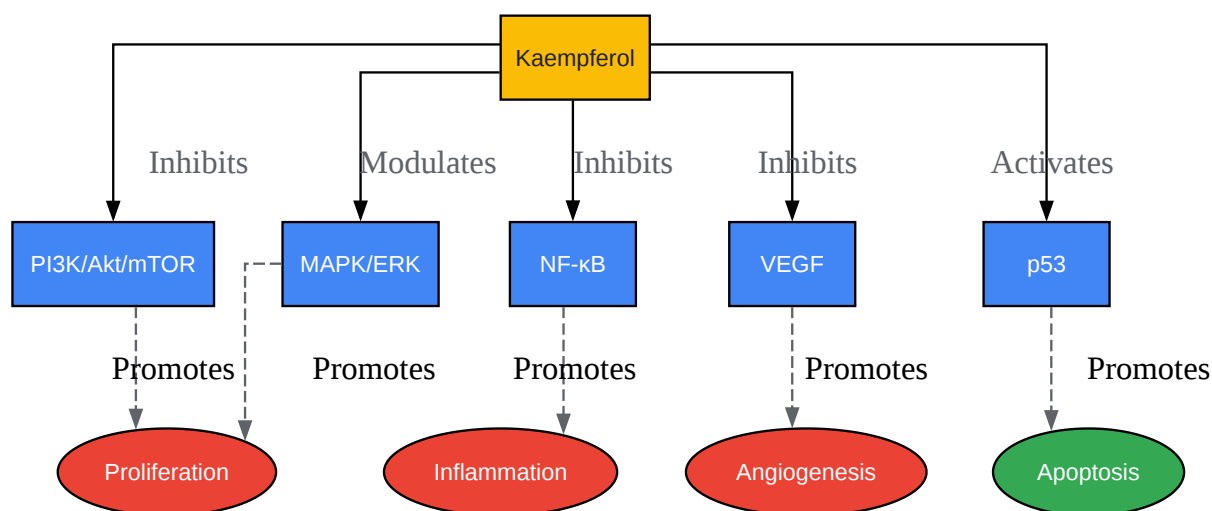 Kaempferol
Inhibits
Modulates
Inhibits
Inhibits
Activates
PI3K/Akt/mTOR
MAPK/ERK
NF-κB
VEGF
p53
Promotes
Promotes
Promotes
Promotes
Promotes
Proliferation
Inflammation
Angiogenesis
Apoptosis